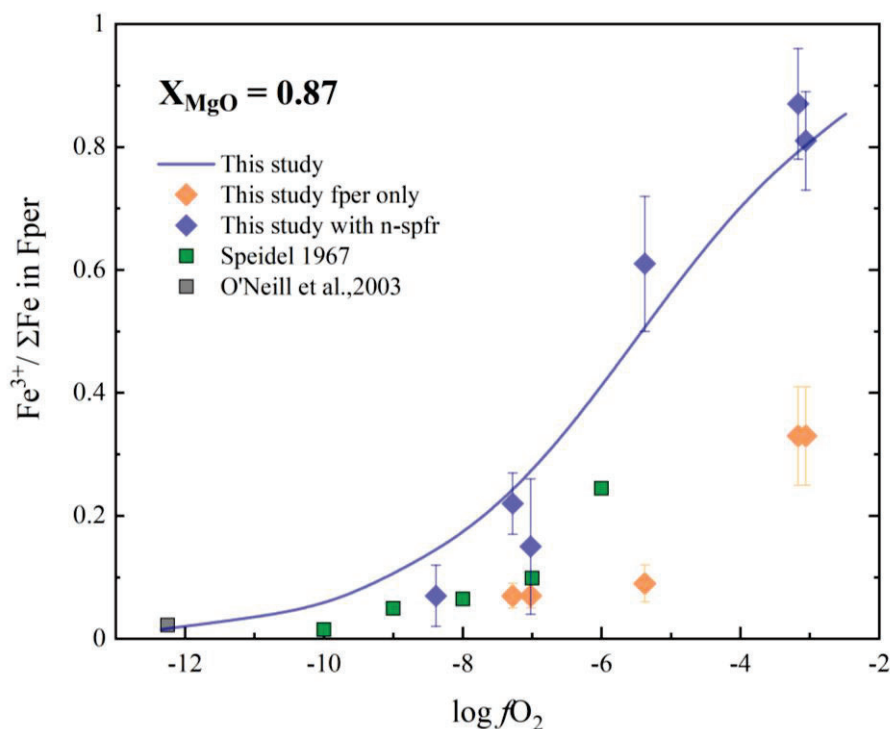 1
0.8
0.6
0.4
0.2
0
Fe³⁺/ ΣFe in Fper
X_MgO = 0.87
This study
This study fper only
This study with n-spfr
Speidel 1967
O'Neill et al.,2003
-12
-10
-8
-6
-4
-2
log fO₂